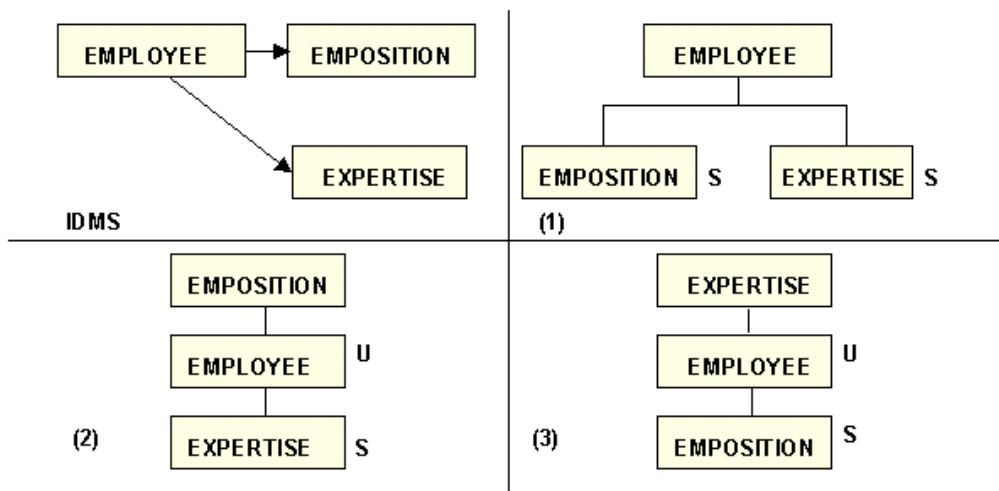 EMPLOYEE
EMPOSITION
EXPERTISE
IDMS
EMPLOYEE
EMPOSITION S
EXPERTISE S
(1)
EMPOSITION
EMPLOYEE U
EXPERTISE S
(2)
EXPERTISE
EMPLOYEE U
EMPOSITION S
(3)